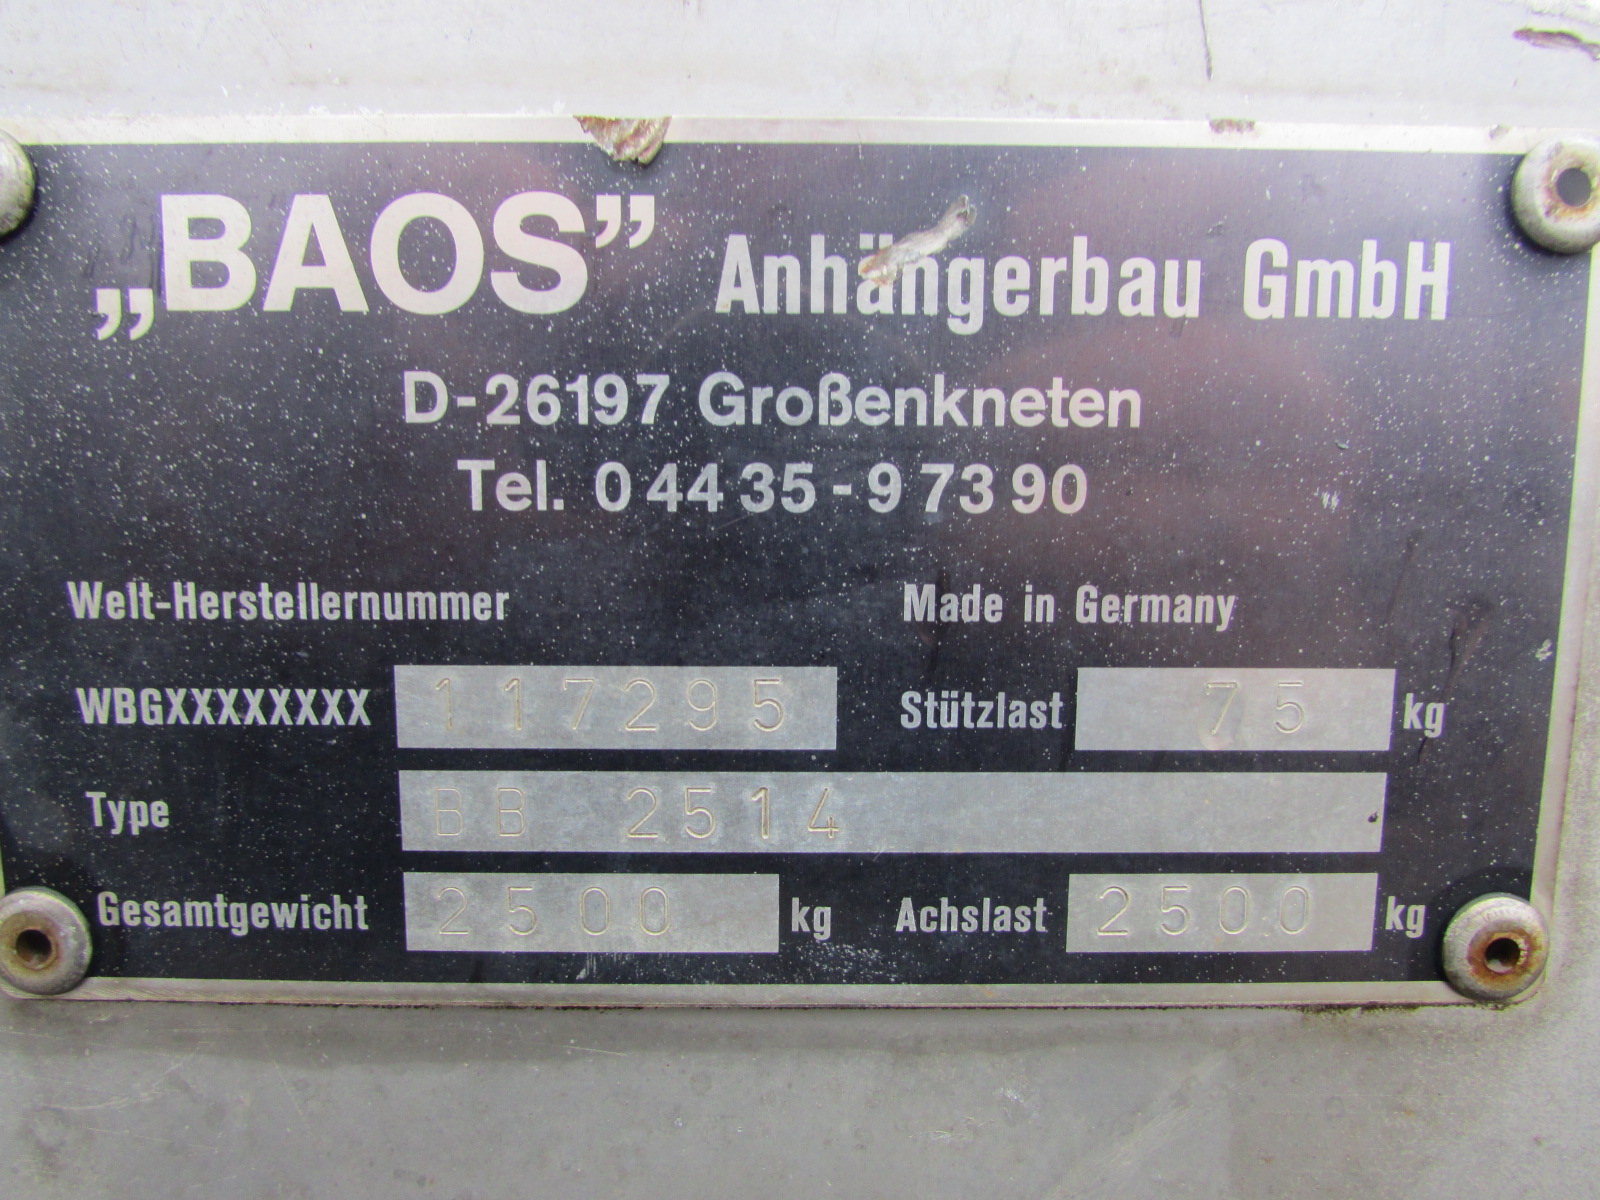 „BAOS” Anhängerbau GmbH
D-26197 Großenkneten
Tel. 0 44 35 - 9 73 90
Welt-Herstellernummer Made in Germany
WBGXXXXXXXX 117295 Stützlast 75 kg
Type BB 2514
Gesamtgewicht 2500 kg Achslast 2500 kg